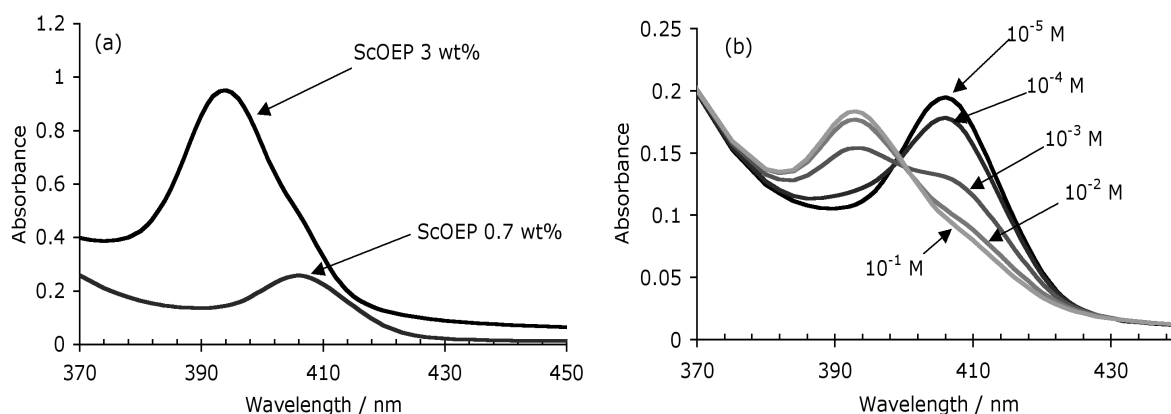 (a)
ScOEP 3 wt%
ScOEP 0.7 wt%
1.2
1
0.8
0.6
0.4
0.2
0
Absorbance
370 390 410 430 450
Wavelength / nm
(b)
10⁻⁵ M
10⁻⁴ M
10⁻³ M
10⁻² M
10⁻¹ M
0.25
0.2
0.15
0.1
0.05
0
Absorbance
370 390 410 430
Wavelength / nm